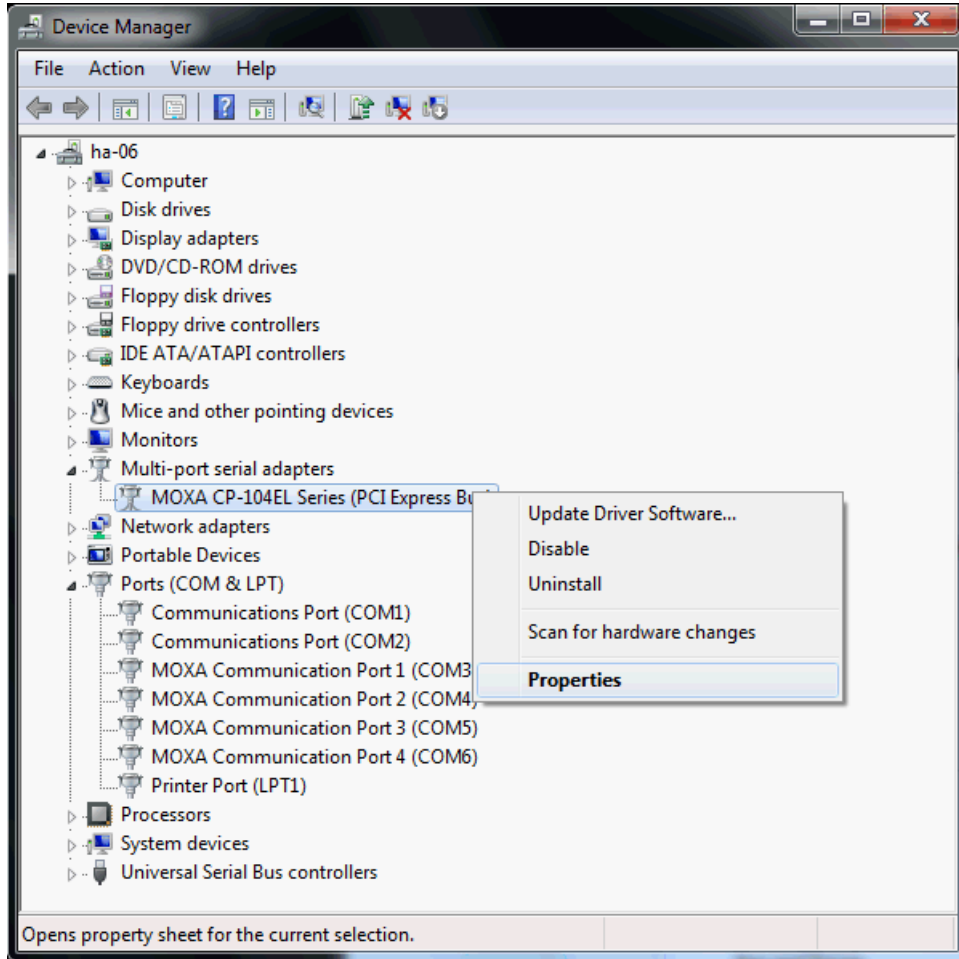 Device Manager
File Action View Help
ha-06
Computer
Disk drives
Display adapters
DVD/CD-ROM drives
Floppy disk drives
Floppy drive controllers
IDE ATA/ATAPI controllers
Keyboards
Mice and other pointing devices
Monitors
Multi-port serial adapters
MOXA CP-104EL Series (PCI Express Bu
Update Driver Software...
Disable
Uninstall
Scan for hardware changes
Properties
Network adapters
Portable Devices
Ports (COM & LPT)
Communications Port (COM1)
Communications Port (COM2)
MOXA Communication Port 1 (COM3
MOXA Communication Port 2 (COM4)
MOXA Communication Port 3 (COM5)
MOXA Communication Port 4 (COM6)
Printer Port (LPT1)
Processors
System devices
Universal Serial Bus controllers
Opens property sheet for the current selection.